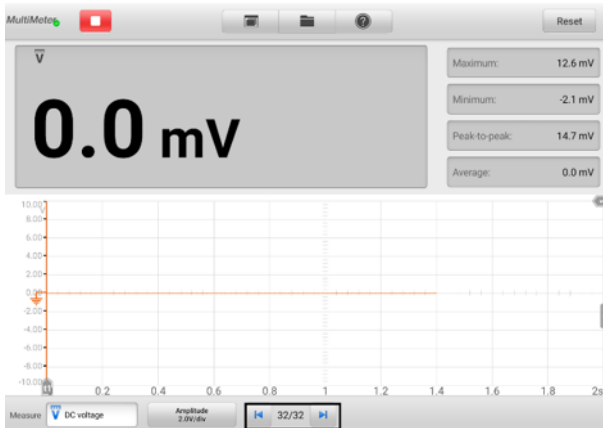 MultiMeter
Reset
V
0.0 mV
Maximum: 12.6 mV
Minimum: -2.1 mV
Peak-to-peak: 14.7 mV
Average: 0.0 mV
10.00
V
8.00
6.00
4.00
2.00
0.00
-2.00
-4.00
-6.00
-8.00
-10.00
0.2 0.4 0.6 0.8 1 1.2 1.4 1.6 1.8 2s
Measure V DC voltage Amplitude 32/32
2.0V/div